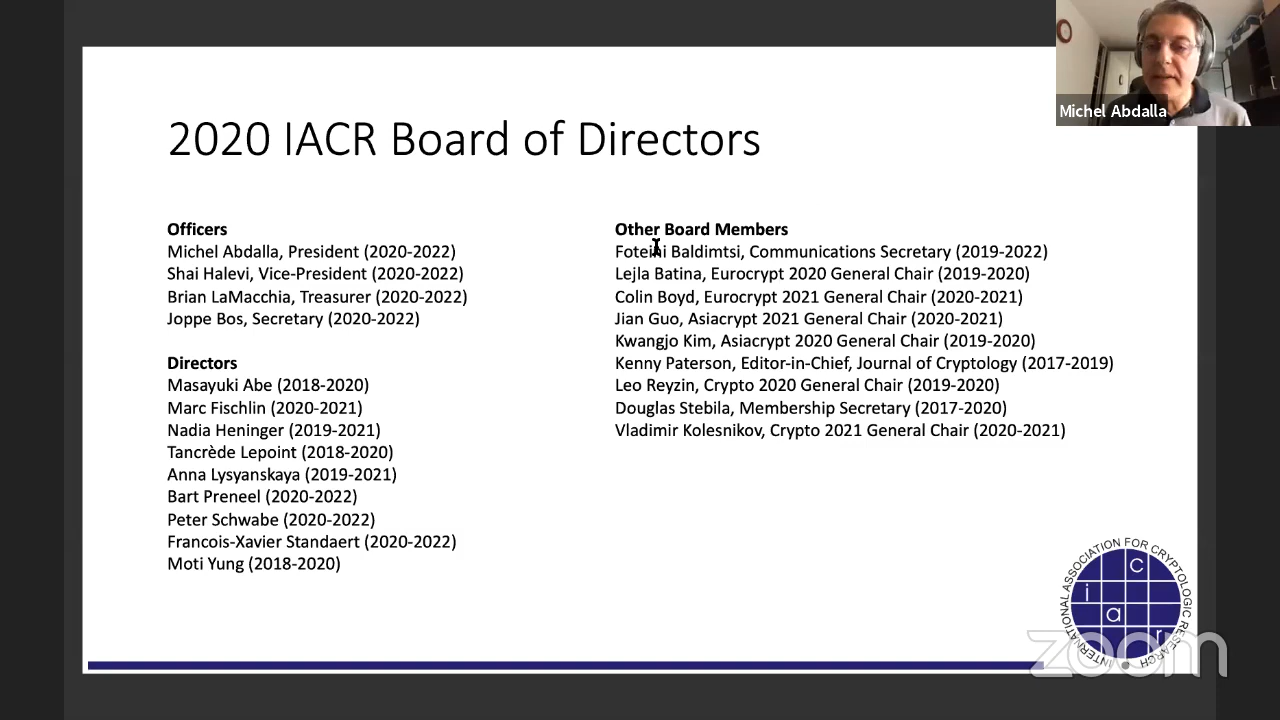 Michel Abdalla
2020 IACR Board of Directors
Officers
Michel Abdalla, President (2020-2022)
Shai Halevi, Vice-President (2020-2022)
Brian LaMacchia, Treasurer (2020-2022)
Joppe Bos, Secretary (2020-2022)
Directors
Masayuki Abe (2018-2020)
Marc Fischlin (2020-2021)
Nadia Heninger (2019-2021)
Tancrède Lepoint (2018-2020)
Anna Lysyanskaya (2019-2021)
Bart Preneel (2020-2022)
Peter Schwabe (2020-2022)
Francois-Xavier Standaert (2020-2022)
Moti Yung (2018-2020)
Other Board Members
Foteini Baldimtsi, Communications Secretary (2019-2022)
Lejla Batina, Eurocrypt 2020 General Chair (2019-2020)
Colin Boyd, Eurocrypt 2021 General Chair (2020-2021)
Jian Guo, Asiacrypt 2021 General Chair (2020-2021)
Kwangjo Kim, Asiacrypt 2020 General Chair (2019-2020)
Kenny Paterson, Editor-in-Chief, Journal of Cryptology (2017-2019)
Leo Reyzin, Crypto 2020 General Chair (2019-2020)
Douglas Stebila, Membership Secretary (2017-2020)
Vladimir Kolesnikov, Crypto 2021 General Chair (2020-2021)
INTERNATIONAL ASSOCIATION FOR CRYPTOLOGIC RESEARCH
c
i
a
r
zoom